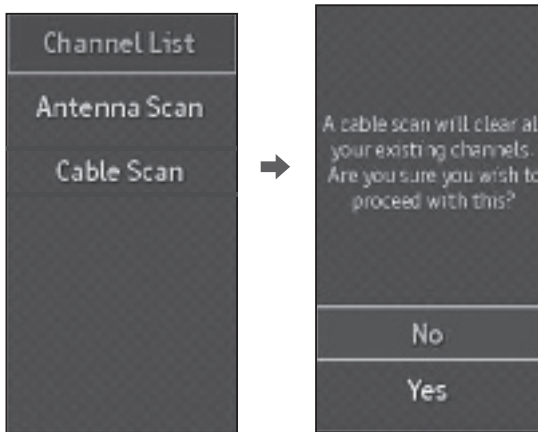 Channel List
Antenna Scan
Cable Scan
A cable scan will clear al
your existing channels.
Are you sure you wish to
proceed with this?
No
Yes